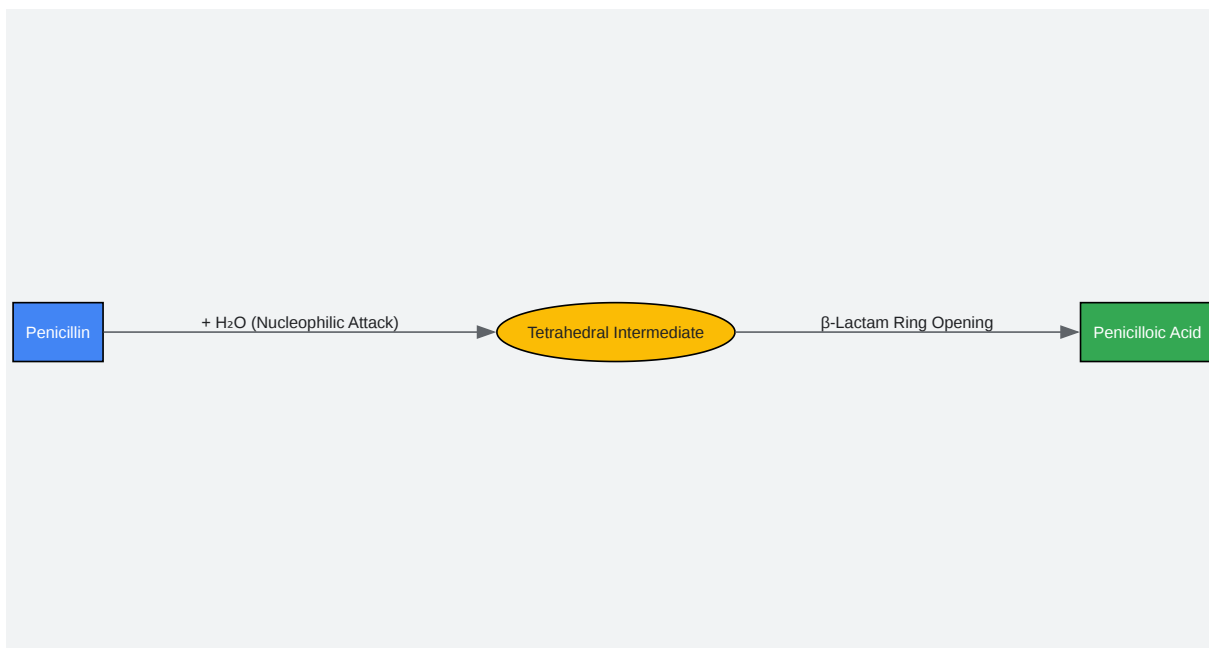 Penicillin
+ H₂O (Nucleophilic Attack)
Tetrahedral Intermediate
β-Lactam Ring Opening
Penicilloic Acid